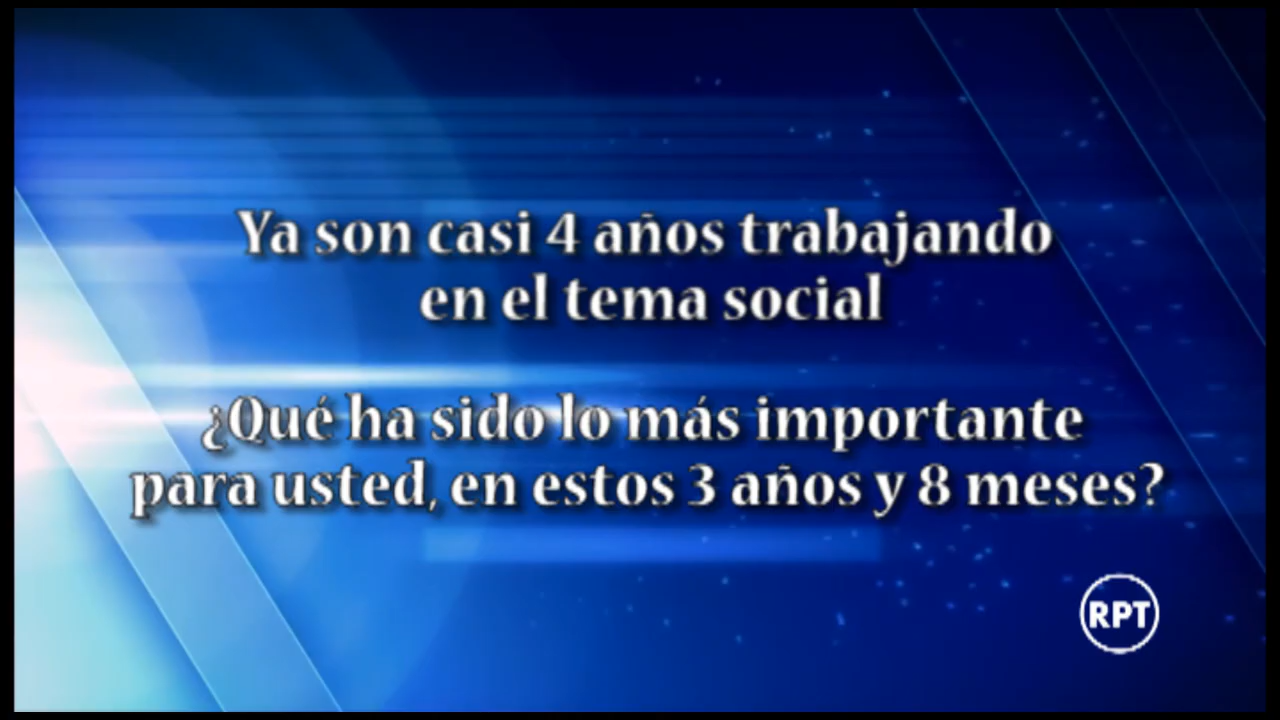 Ya son casi 4 años trabajando
en el tema social
¿Qué ha sido lo más importante
para usted, en estos 3 años y 8 meses?
RPT